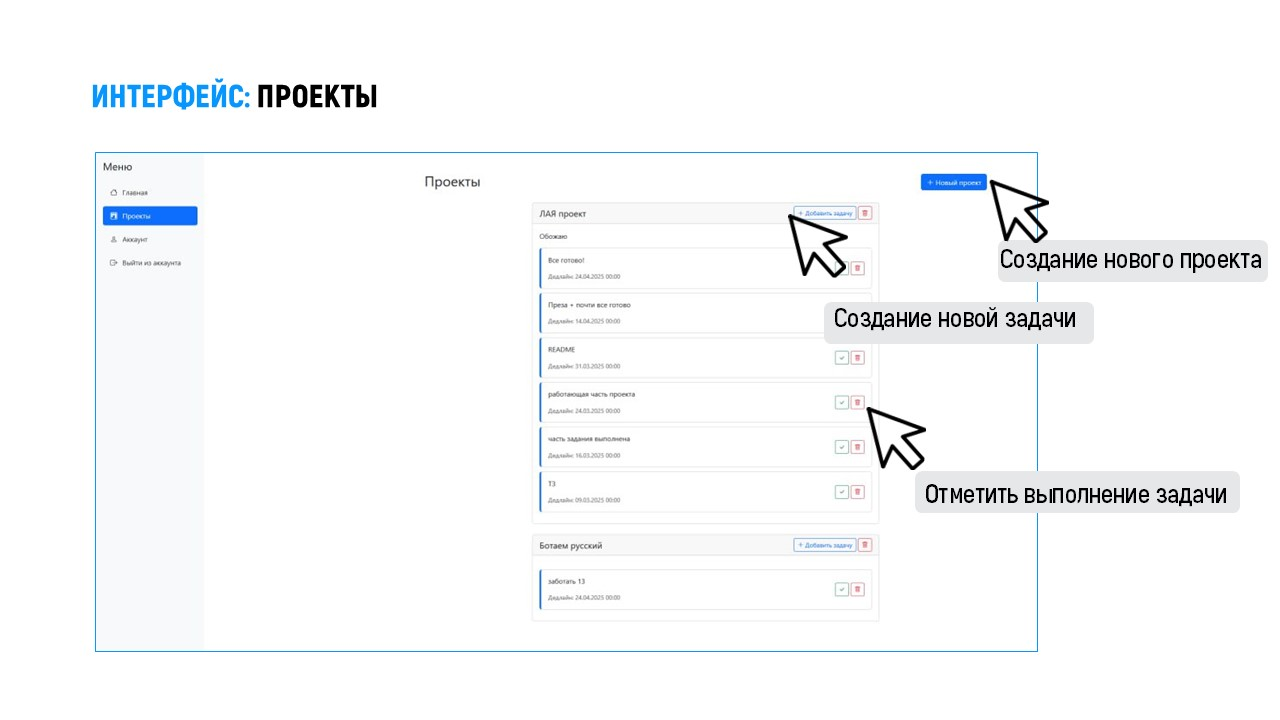 ИНТЕРФЕЙС: ПРОЕКТЫ
Меню
Главная
Проекты
Аккаунт
Выйти из аккаунта
Проекты
+ Новый проект
Создание нового проекта
ЛАЯ проект
+ Добавить задачу
Обожаю
Все готово!
Дедлайн: 24.04.2025 00:00
Создание новой задачи
Преза + почти все готово
Дедлайн: 14.04.2025 00:00
README
Дедлайн: 31.03.2025 00:00
работающая часть проекта
Дедлайн: 24.03.2025 00:00
часть задания выполнена
Дедлайн: 16.03.2025 00:00
Отметить выполнение задачи
ТЗ
Дедлайн: 09.03.2025 00:00
Ботаем русский
+ Добавить задачу
заботать 13
Дедлайн: 24.04.2025 00:00